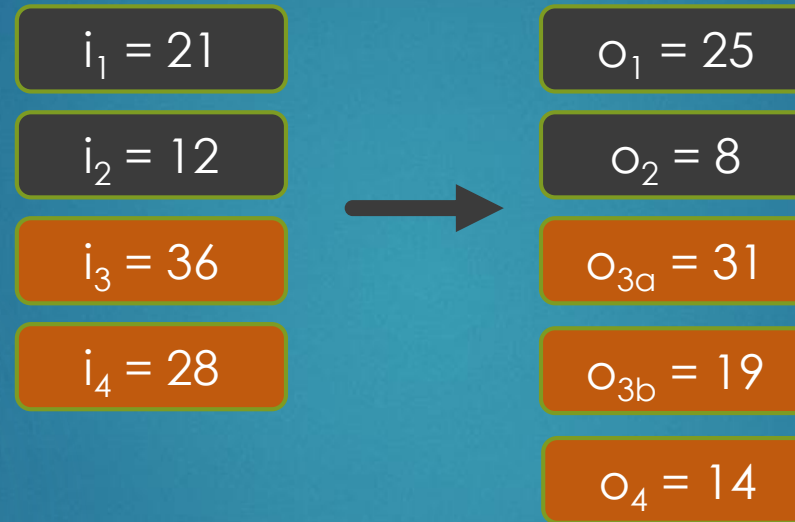 i₁ = 21
i₂ = 12
i₃ = 36
i₄ = 28
o₁ = 25
o₂ = 8
o₃ₐ = 31
o₃b = 19
o₄ = 14